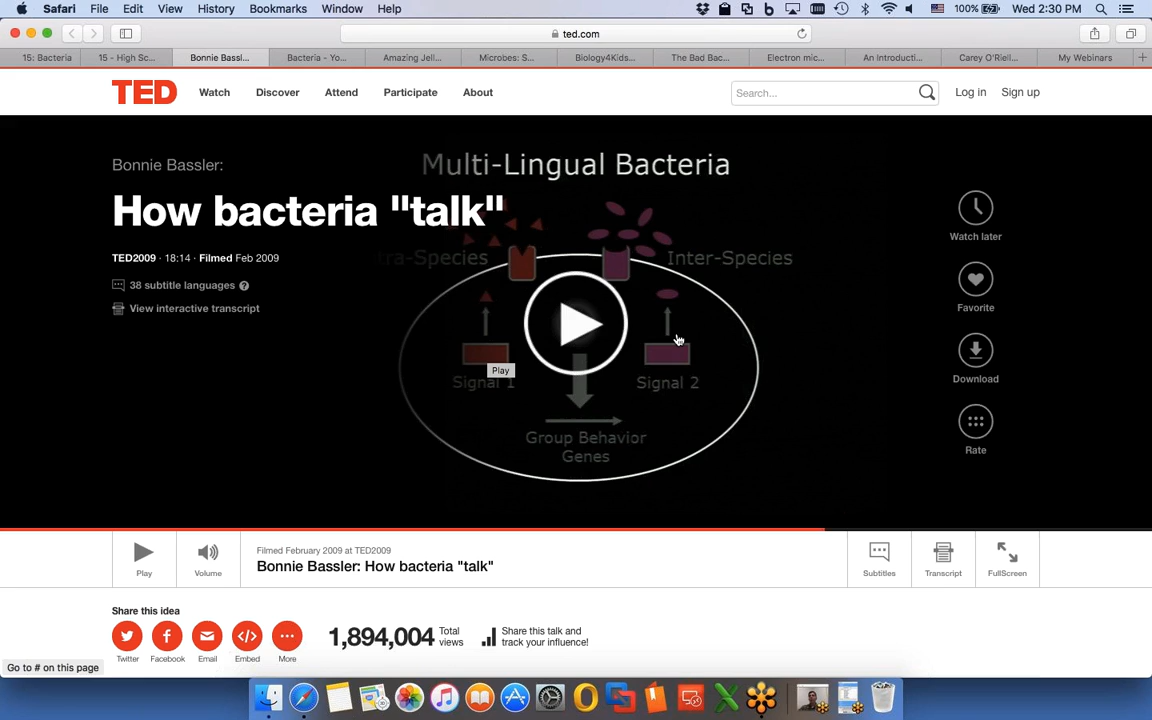 Safari File Edit View History Bookmarks Window Help 100% Wed 2:30 PM
ted.com
15: Bacteria 15 - High Sc... Bonnie Bassl... Bacteria - Yo... Amazing Jell... Microbes: S... Biology4Kids... The Bad Bac... Electron mic... An Introducti... Carey O'Riell... My Webinars
TED Watch Discover Attend Participate About Search... Log in Sign up
Multi-Lingual Bacteria
Bonnie Bassler:
How bacteria "talk"
TED2009 · 18:14 · Filmed Feb 2009
38 subtitle languages ?
View interactive transcript
ra-Species Inter-Species
Signal 1 Signal 2
Play
Group Behavior
Genes
Watch later
Favorite
Download
Rate
Play Volume
Filmed February 2009 at TED2009
Bonnie Bassler: How bacteria "talk"
Subtitles Transcript FullScreen
Share this idea
Twitter Facebook Email Embed More
1,894,004 Total
views
Share this talk and
track your influence!
Go to # on this page